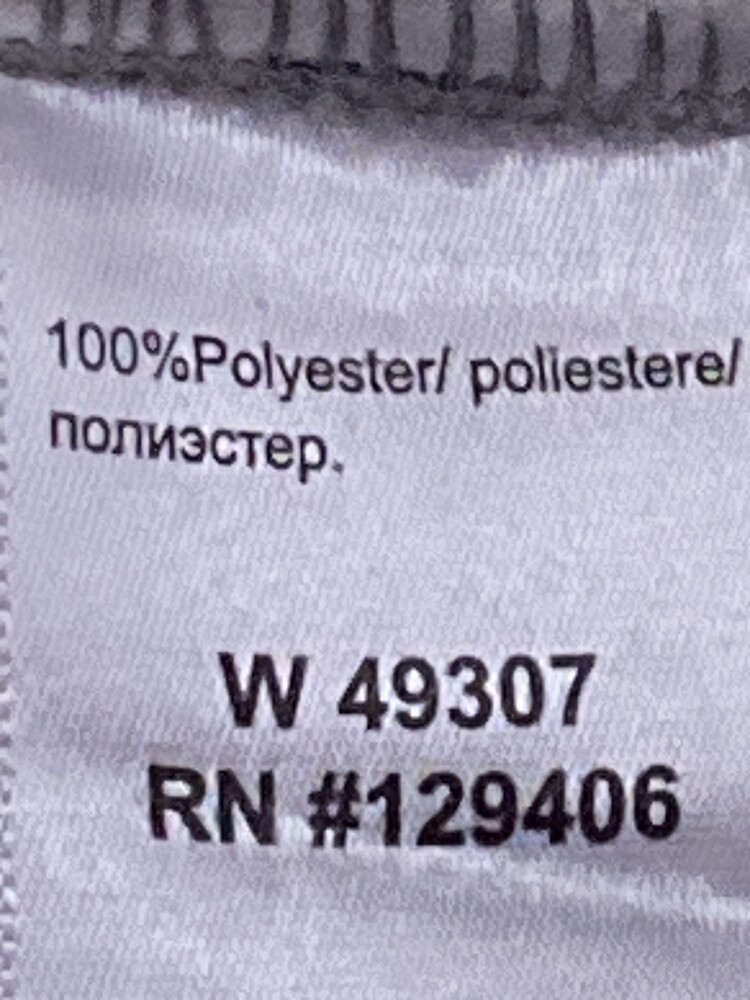 100%Polyester/ poliestere/
полиэстер.
W 49307
RN #129406